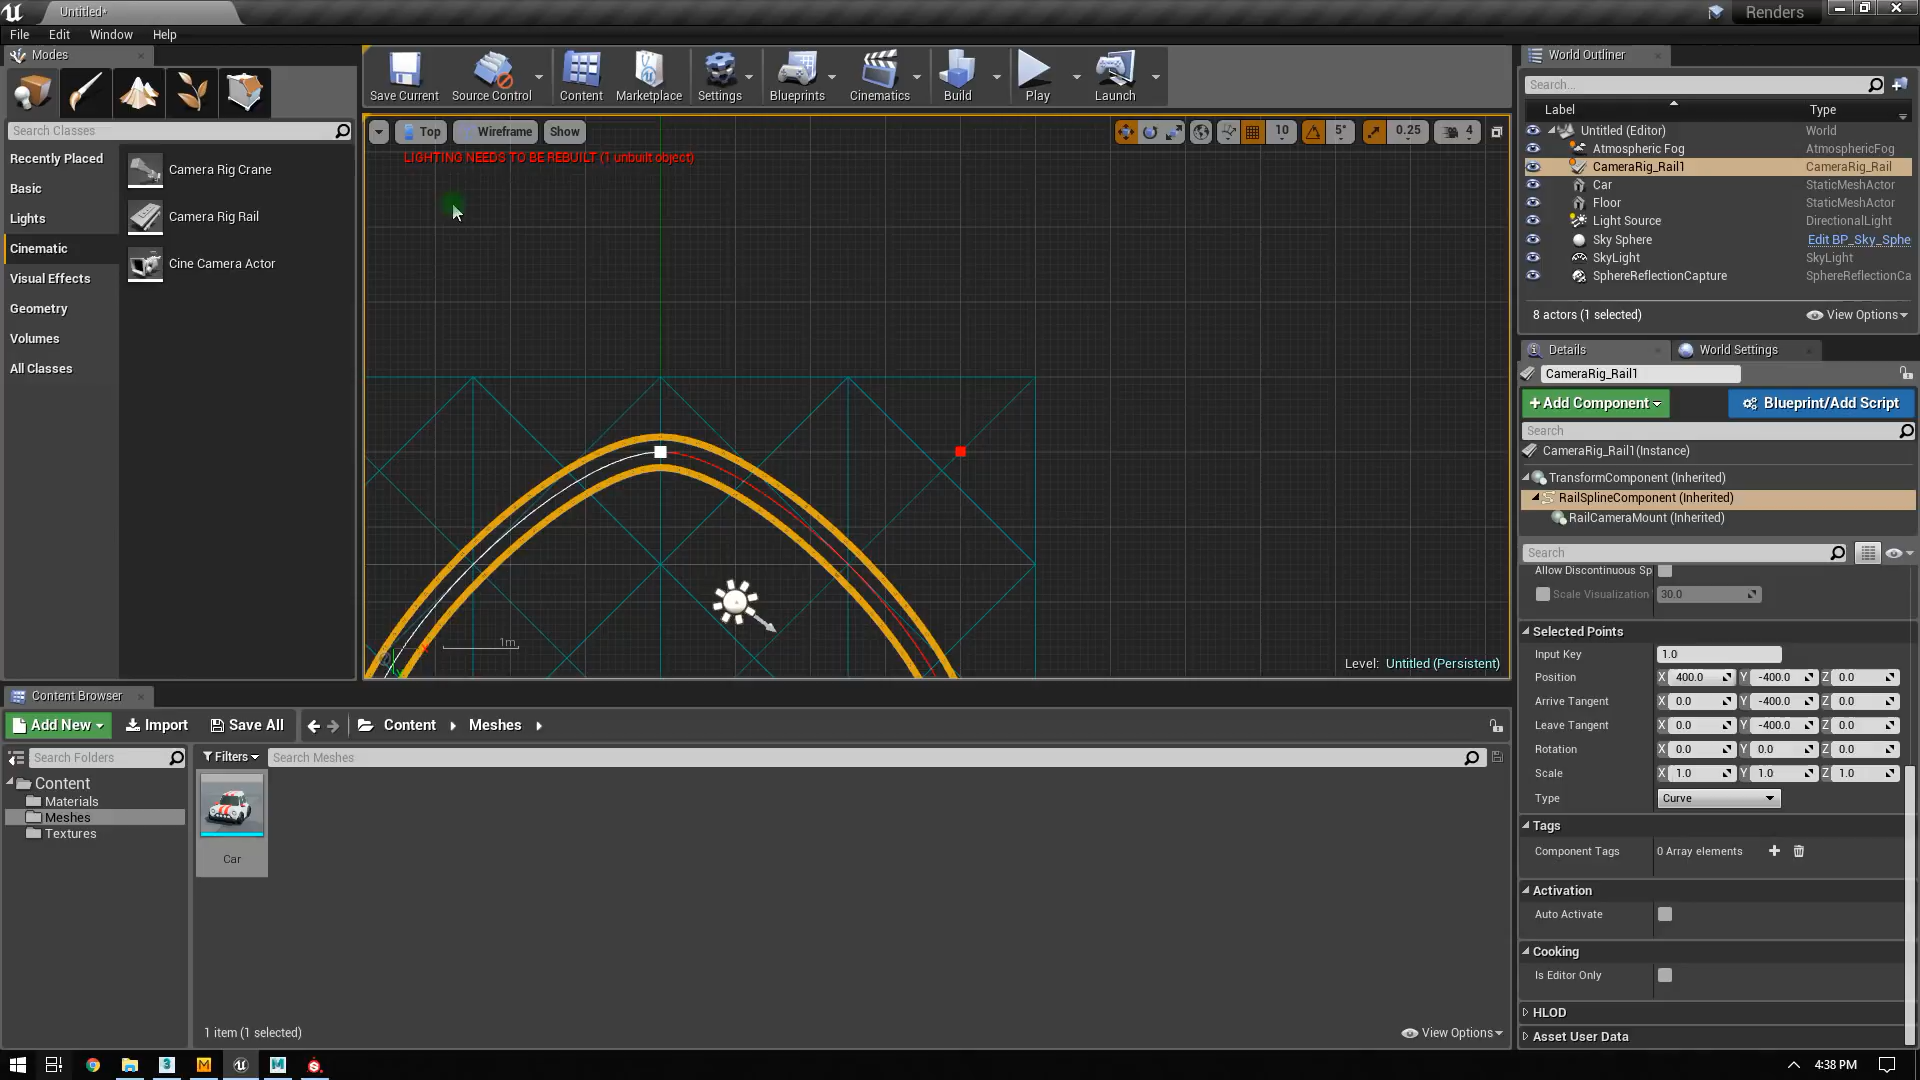 Untitled*
Renders
File Edit Window Help
Modes
Search Classes
Recently Placed
Basic
Lights
Cinematic
Visual Effects
Geometry
Volumes
All Classes
Camera Rig Crane
Camera Rig Rail
Cine Camera Actor
Save Current Source Control Content Marketplace Settings Blueprints Cinematics Build Play Launch
Top Wireframe Show
10 5° 0.25 4
LIGHTING NEEDS TO BE REBUILT (1 unbuilt object)
1m
Level: Untitled (Persistent)
World Outliner
Search...
Label Type
Untitled (Editor) World
Atmospheric Fog AtmosphericFog
CameraRig_Rail1 CameraRig_Rail
Car StaticMeshActor
Floor StaticMeshActor
Light Source DirectionalLight
Sky Sphere Edit BP_Sky_Sphe
SkyLight SkyLight
SphereReflectionCapture SphereReflectionCa
8 actors (1 selected) View Options
Details World Settings
CameraRig_Rail1
+Add Component Blueprint/Add Script
Search
CameraRig_Rail1(Instance)
TransformComponent (Inherited)
RailSplineComponent (Inherited)
RailCameraMount (Inherited)
Search
Allow Discontinuous Sp
Scale Visualization 30.0
Selected Points
Input Key 1.0
Position X 400.0 Y -400.0 Z 0.0
Arrive Tangent X 0.0 Y -400.0 Z 0.0
Leave Tangent X 0.0 Y -400.0 Z 0.0
Rotation X 0.0 Y 0.0 Z 0.0
Scale X 1.0 Y 1.0 Z 1.0
Type Curve
Tags
Component Tags 0 Array elements
Activation
Auto Activate
Cooking
Is Editor Only
HLOD
Asset User Data
Content Browser
Add New Import Save All Content Meshes
Search Folders Filters Search Meshes
Content
Materials
Meshes
Textures
Car
1 item (1 selected) View Options
4:38 PM